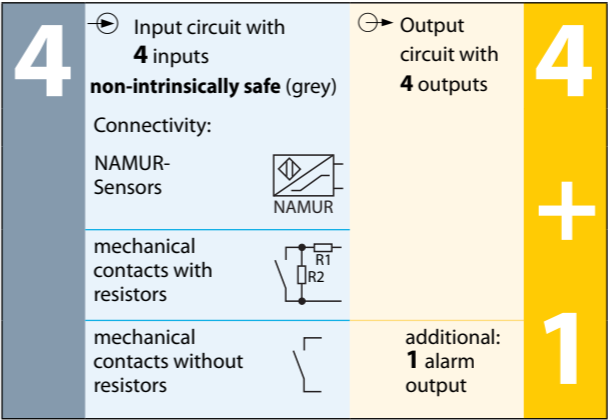 4
Input circuit with
4 inputs
non-intrinsically safe (grey)
Connectivity:
NAMUR-
Sensors
NAMUR
mechanical
contacts with
resistors
R1
R2
mechanical
contacts without
resistors
Output
circuit with
4 outputs
additional:
1 alarm
output
4
+
1